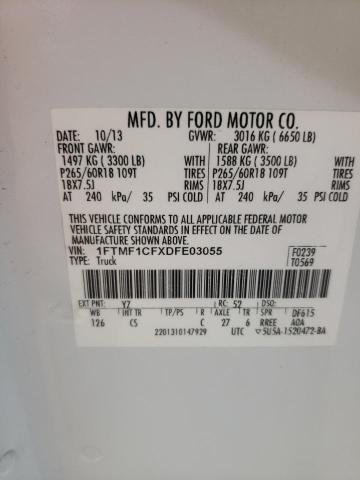 MFD. BY FORD MOTOR CO.
DATE: 10/13 GVWR: 3016 KG ( 6650 LB)
FRONT GAWR: REAR GAWR:
1497 KG ( 3300 LB) WITH 1588 KG ( 3500 LB) WITH
P265/60R18 109T TIRES P265/60R18 109T TIRES
18X7.5J RIMS 18X7.5J RIMS
AT 240 kPa/ 35 PSI COLD AT 240 kPa/ 35 PSI COLD
THIS VEHICLE CONFORMS TO ALL APPLICABLE FEDERAL MOTOR
VEHICLE SAFETY STANDARDS IN EFFECT ON THE DATE OF
MANUFACTURE SHOWN ABOVE.
VIN: 1FTMF1CFXDFE03055 F0239
TYPE: Truck T0569
EXT PNT: YZ RC: 52 DSO:
WB INT TR TP/PS R AXLE TR SPR DF615
126 CS C 27 6 RREE AOA
2201310147929 UTC 5U5A-1520472-BA